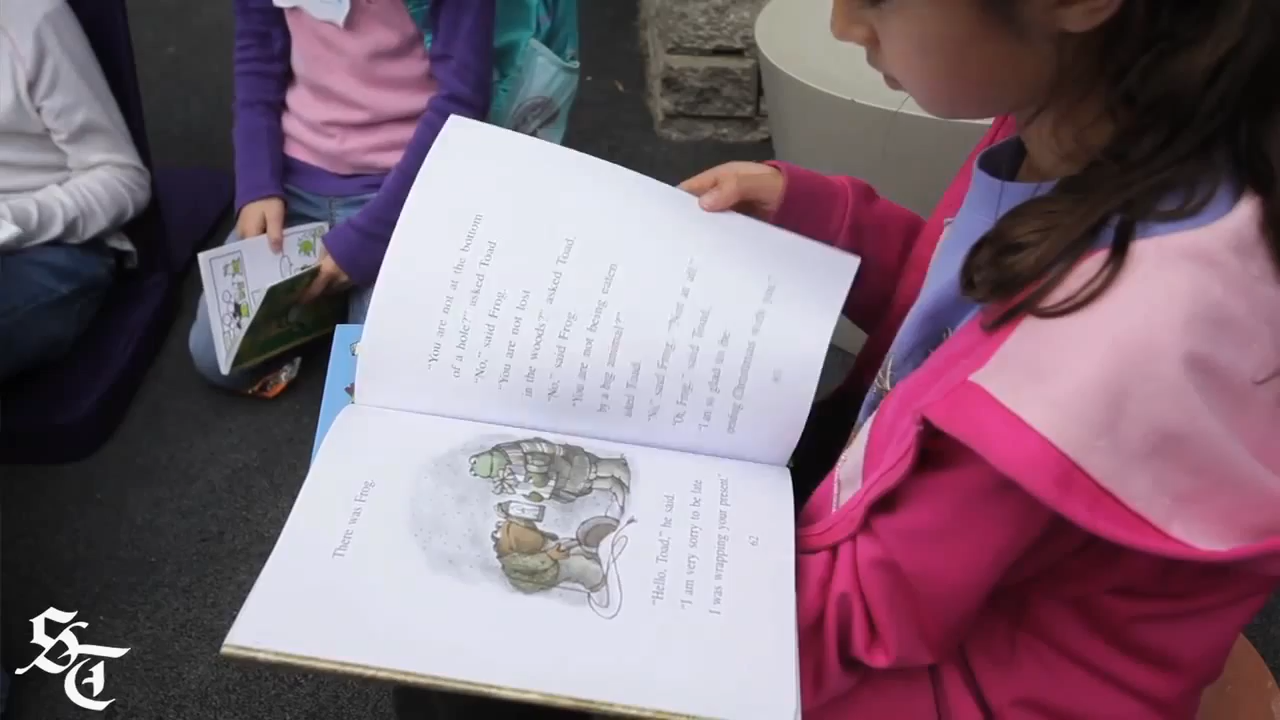 There was Frog.
"Hello, Toad," he said.
"I am very sorry to be late
I was wrapping your present."
62
"You are not at the bottom
of a hole?" asked Toad
"No," said Frog.
"You are not lost
in the woods?" asked Toad.
"No," said Frog.
"You are not being eaten
by a big animal?"
asked Toad.
"No," said Frog. "Not at all."
"Oh, Frog," said Toad,
"I am so glad to be
spending Christmas with you."
63
ST